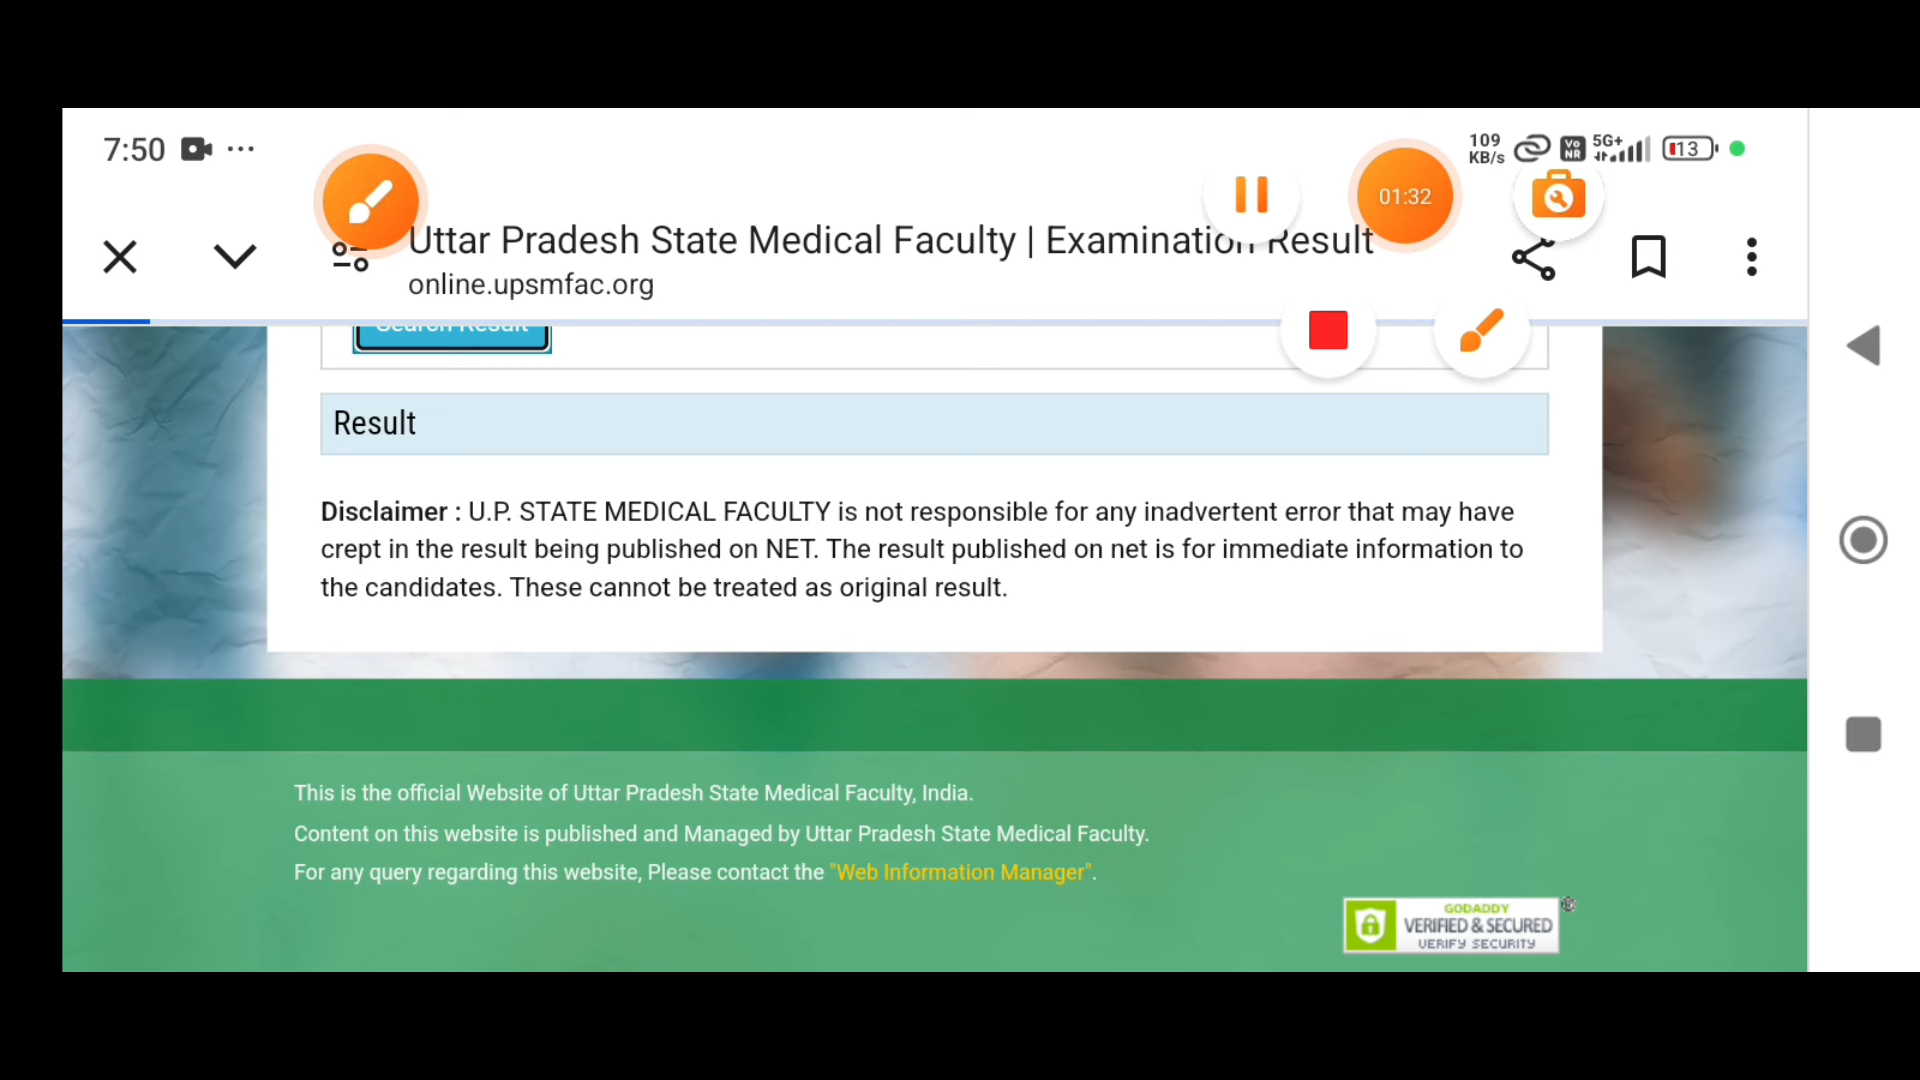 7:50
109 KB/s
Vo NR
5G+
13
01:32
Uttar Pradesh State Medical Faculty | Examination Result
online.upsmfac.org
Search Result
Result
Disclaimer : U.P. STATE MEDICAL FACULTY is not responsible for any inadvertent error that may have
crept in the result being published on NET. The result published on net is for immediate information to
the candidates. These cannot be treated as original result.
This is the official Website of Uttar Pradesh State Medical Faculty, India.
Content on this website is published and Managed by Uttar Pradesh State Medical Faculty.
For any query regarding this website, Please contact the "Web Information Manager".
GODADDY
VERIFIED & SECURED
VERIFY SECURITY